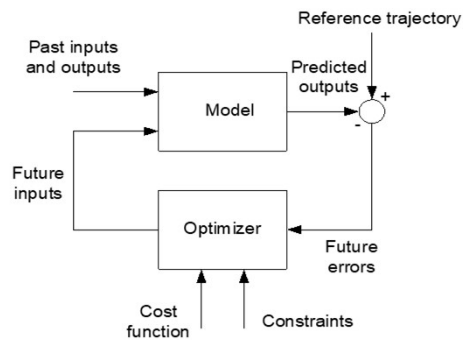 Reference trajectory
Past inputs
and outputs
Predicted
outputs
+
Model
-
Future
inputs
Optimizer
Future
errors
Cost
function
Constraints